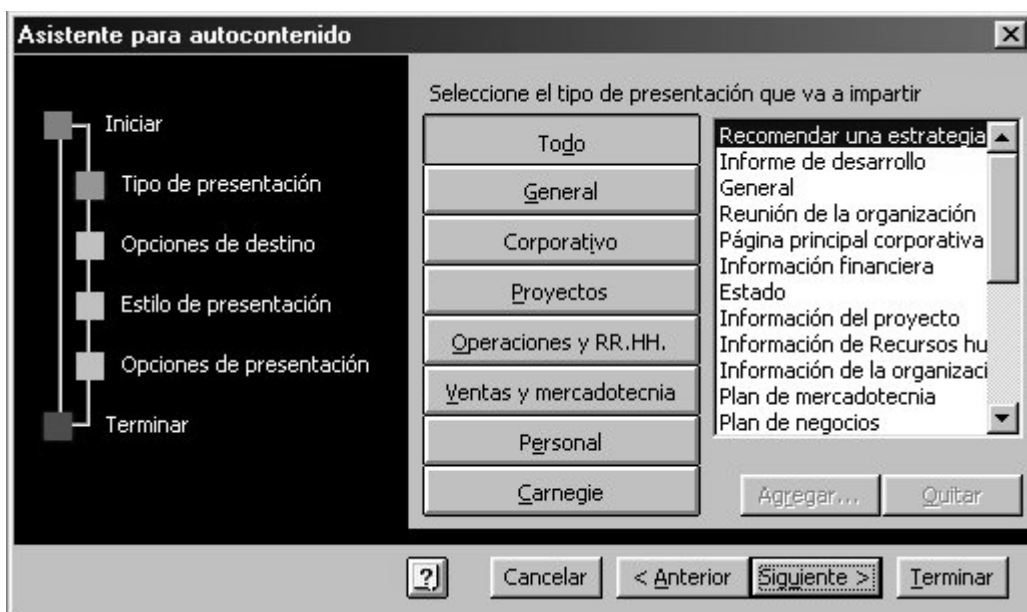 Asistente para autocontenido
Iniciar
Tipo de presentación
Opciones de destino
Estilo de presentación
Opciones de presentación
Terminar
Seleccione el tipo de presentación que va a impartir
Todo
General
Corporativo
Proyectos
Operaciones y RR.HH.
Ventas y mercadotecnia
Personal
Carnegie
Recomendar una estrategia
Informe de desarrollo
General
Reunión de la organización
Página principal corporativa
Información financiera
Estado
Información del proyecto
Información de Recursos hu
Información de la organizaci
Plan de mercadotecnia
Plan de negocios
Agregar... Quitar
? Cancelar < Anterior Siguiente > Terminar